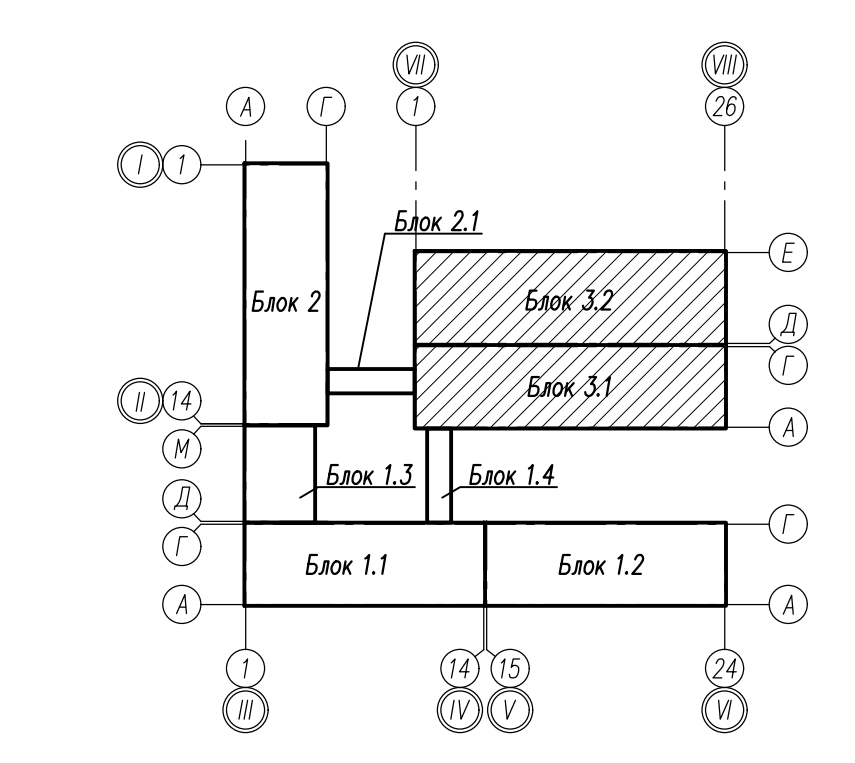 VII
VIII
А
Г
1
26
I
1
Блок 2.1
Е
Блок 2
Блок 3.2
Д
Г
Блок 3.1
II
14
А
М
Блок 1.3
Блок 1.4
Д
Г
Г
Блок 1.1
Блок 1.2
А
А
1
14
15
24
III
IV
V
VI